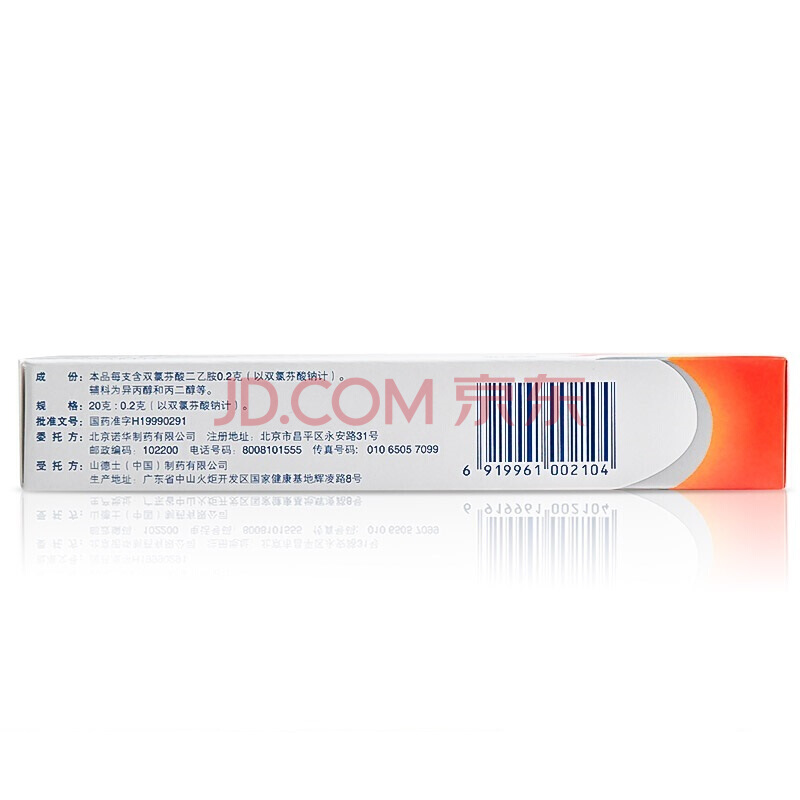 成 份：本品每支含双氯芬酸二乙胺0.2克（以双氯芬酸钠计）。
辅料为异丙醇和丙二醇等。
规 格：20克：0.2克（以双氯芬酸钠计）。
批准文号：国药准字H19990291
委托方：北京诺华制药有限公司 注册地址：北京市昌平区永安路31号
邮政编码：102200 电话号码：8008101555 传真号码：010 6505 7099
受托方：山德士（中国）制药有限公司
生产地址：广东省中山火炬开发区国家健康基地辉凌路8号
6 919961 002104
JD.COM 京东